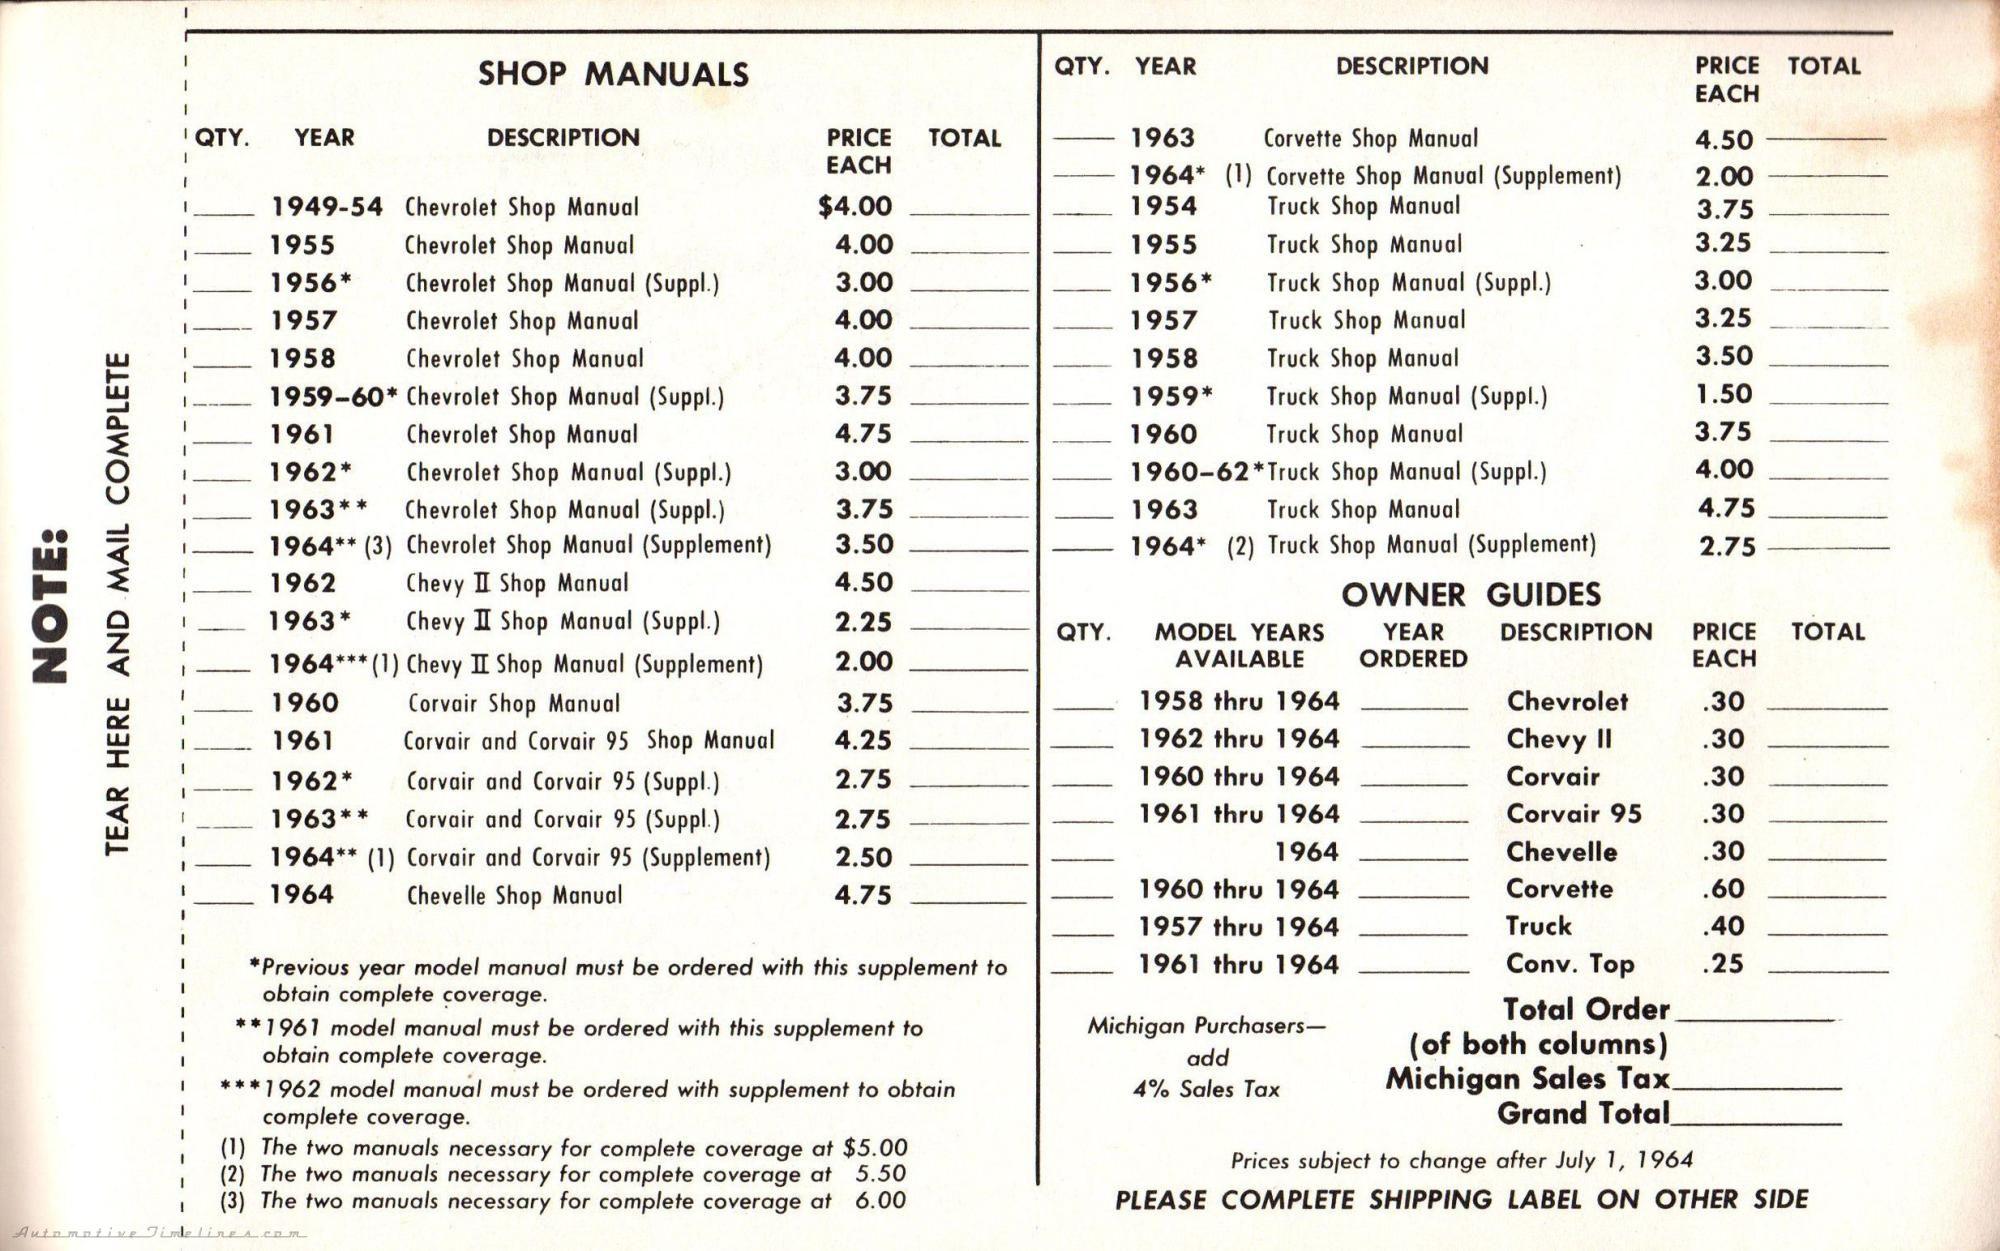 NOTE:
TEAR HERE AND MAIL COMPLETE
SHOP MANUALS
QTY. YEAR DESCRIPTION PRICE EACH TOTAL
1949-54 Chevrolet Shop Manual $4.00
1955 Chevrolet Shop Manual 4.00
1956* Chevrolet Shop Manual (Suppl.) 3.00
1957 Chevrolet Shop Manual 4.00
1958 Chevrolet Shop Manual 4.00
1959-60* Chevrolet Shop Manual (Suppl.) 3.75
1961 Chevrolet Shop Manual 4.75
1962* Chevrolet Shop Manual (Suppl.) 3.00
1963** Chevrolet Shop Manual (Suppl.) 3.75
1964** (3) Chevrolet Shop Manual (Supplement) 3.50
1962 Chevy II Shop Manual 4.50
1963* Chevy II Shop Manual (Suppl.) 2.25
1964*** (1) Chevy II Shop Manual (Supplement) 2.00
1960 Corvair Shop Manual 3.75
1961 Corvair and Corvair 95 Shop Manual 4.25
1962* Corvair and Corvair 95 (Suppl.) 2.75
1963** Corvair and Corvair 95 (Suppl.) 2.75
1964** (1) Corvair and Corvair 95 (Supplement) 2.50
1964 Chevelle Shop Manual 4.75
*Previous year model manual must be ordered with this supplement to
obtain complete coverage.
**1961 model manual must be ordered with this supplement to
obtain complete coverage.
***1962 model manual must be ordered with supplement to obtain
complete coverage.
(1) The two manuals necessary for complete coverage at $5.00
(2) The two manuals necessary for complete coverage at 5.50
(3) The two manuals necessary for complete coverage at 6.00
QTY. YEAR DESCRIPTION PRICE EACH TOTAL
1963 Corvette Shop Manual 4.50
1964* (1) Corvette Shop Manual (Supplement) 2.00
1954 Truck Shop Manual 3.75
1955 Truck Shop Manual 3.25
1956* Truck Shop Manual (Suppl.) 3.00
1957 Truck Shop Manual 3.25
1958 Truck Shop Manual 3.50
1959* Truck Shop Manual (Suppl.) 1.50
1960 Truck Shop Manual 3.75
1960-62* Truck Shop Manual (Suppl.) 4.00
1963 Truck Shop Manual 4.75
1964* (2) Truck Shop Manual (Supplement) 2.75
OWNER GUIDES
QTY. MODEL YEARS AVAILABLE YEAR ORDERED DESCRIPTION PRICE EACH TOTAL
1958 thru 1964 Chevrolet .30
1962 thru 1964 Chevy II .30
1960 thru 1964 Corvair .30
1961 thru 1964 Corvair 95 .30
1964 Chevelle .30
1960 thru 1964 Corvette .60
1957 thru 1964 Truck .40
1961 thru 1964 Conv. Top .25
Michigan Purchasers—
add
4% Sales Tax
Total Order
(of both columns)
Michigan Sales Tax
Grand Total
Prices subject to change after July 1, 1964
PLEASE COMPLETE SHIPPING LABEL ON OTHER SIDE
AutomotiveTimelines.com